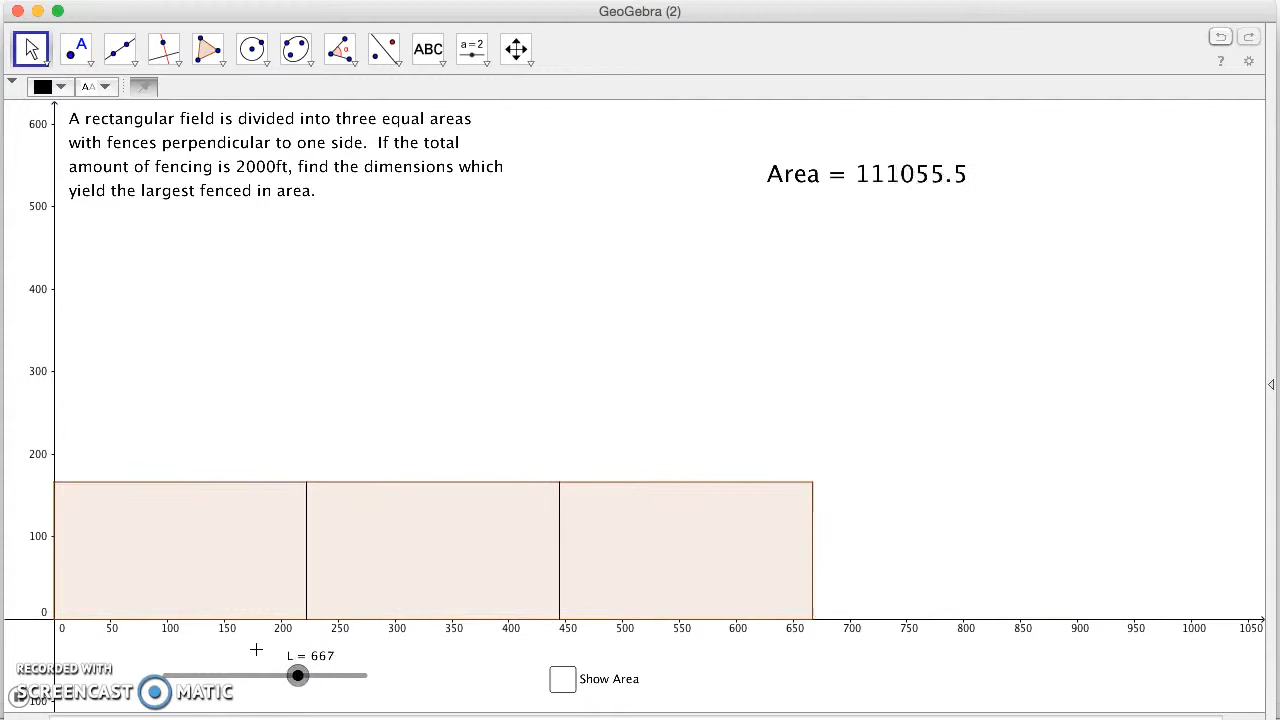 GeoGebra (2)
A
α
ABC
a=2
?
AA
600
A rectangular field is divided into three equal areas
with fences perpendicular to one side.  If the total
amount of fencing is 2000ft, find the dimensions which
yield the largest fenced in area.
Area = 111055.5
500
400
300
200
100
0
0 50 100 150 200 250 300 350 400 450 500 550 600 650 700 750 800 850 900 950 1000 1050
L = 667
RECORDED WITH
SCREENCAST MATIC
Show Area
100